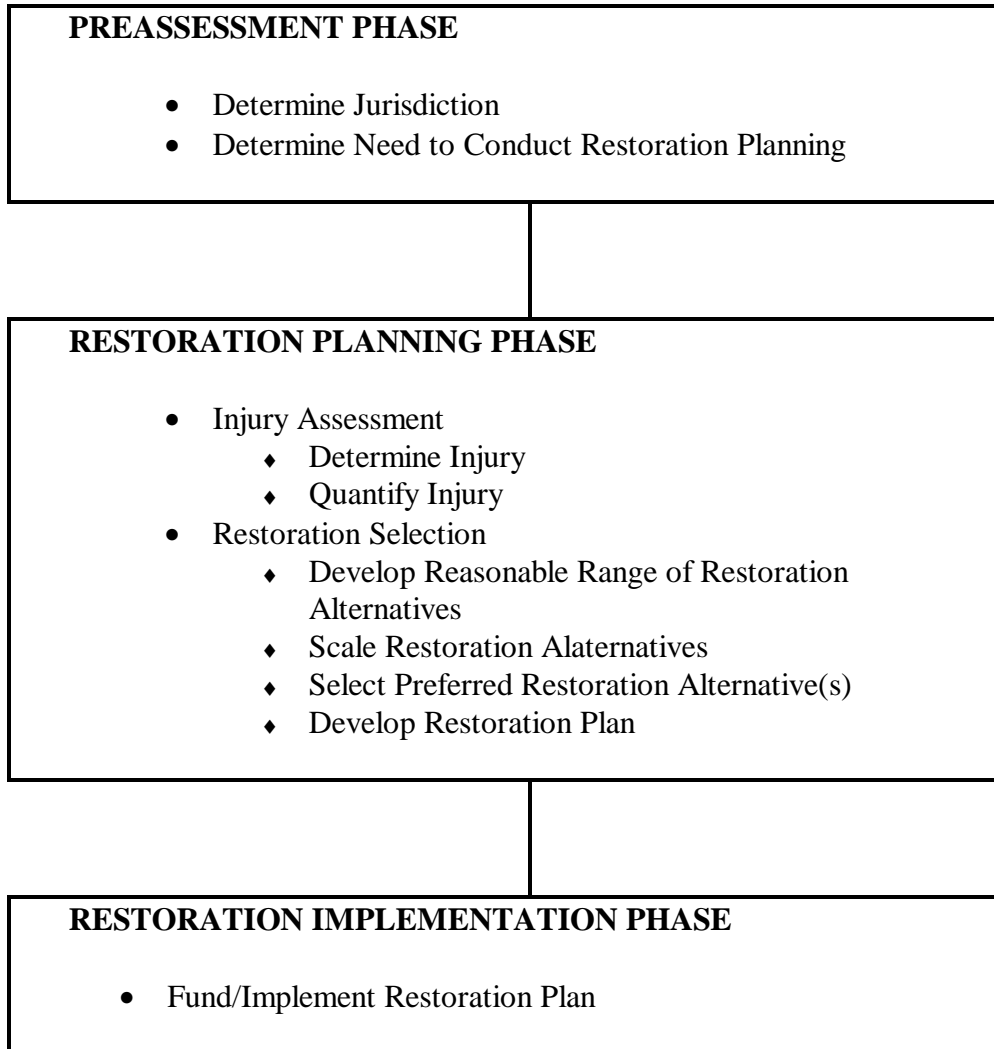 PREASSESSMENT PHASE
• Determine Jurisdiction
• Determine Need to Conduct Restoration Planning
RESTORATION PLANNING PHASE
• Injury Assessment
♦ Determine Injury
♦ Quantify Injury
• Restoration Selection
♦ Develop Reasonable Range of Restoration
Alternatives
♦ Scale Restoration Alaternatives
♦ Select Preferred Restoration Alternative(s)
♦ Develop Restoration Plan
RESTORATION IMPLEMENTATION PHASE
• Fund/Implement Restoration Plan